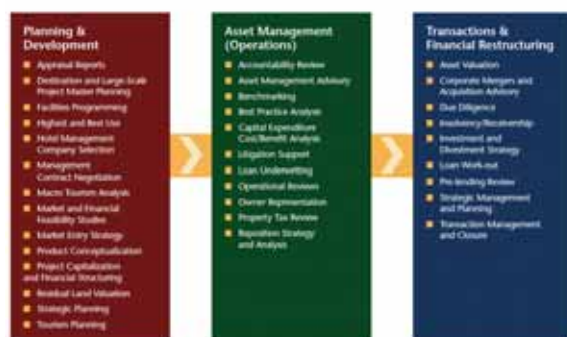 Planning &
Development
Appraisal Reports
Destination and Large-Scale
Project Master Planning
Facilities Programming
Highest and Best Use
Hotel Management
Company Selection
Management
Contract Negotiation
Macro Tourism Analysis
Market and Financial
Feasibility Studies
Market Entry Strategy
Product Conceptualization
Project Capitalization
and Financial Structuring
Residual Land Valuation
Strategic Planning
Tourism Planning
Asset Management
(Operations)
Accountability Review
Asset Management Advisory
Benchmarking
Best Practice Analysis
Capital Expenditure
Cost/Benefit Analysis
Litigation Support
Loan Underwriting
Operational Reviews
Owner Representation
Property Tax Review
Reposition Strategy
and Analysis
Transactions &
Financial Restructuring
Asset Valuation
Corporate Mergers and
Acquisition Advisory
Due Diligence
Insolvency/Receivership
Investment and
Divestment Strategy
Loan Work-out
Pre-lending Review
Strategic Management
and Planning
Transaction Management
and Closure